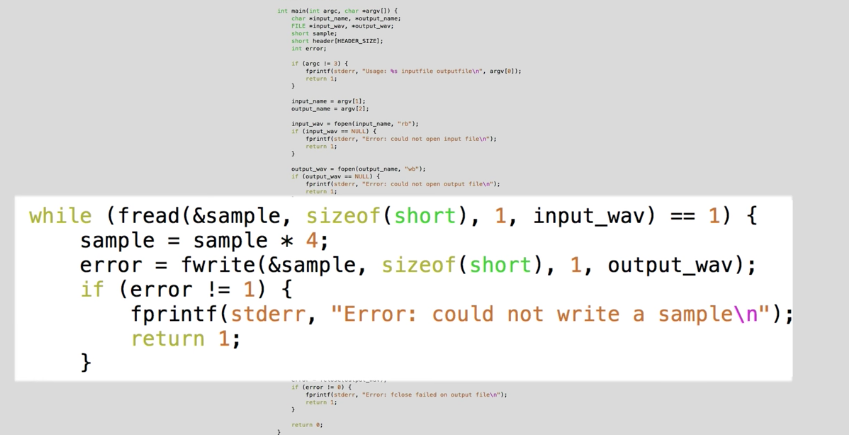 int main(int argc, char *argv[]) {
char *input_name, *output_name;
FILE *input_wav, *output_wav;
short sample;
short header[HEADER_SIZE];
int error;
if (argc != 3) {
fprintf(stderr, "Usage: %s inputfile outputfile\n", argv[0]);
return 1;
}
input_name = argv[1];
output_name = argv[2];
input_wav = fopen(input_name, "rb");
if (input_wav == NULL) {
fprintf(stderr, "Error: could not open input file\n");
return 1;
}
output_wav = fopen(output_name, "wb");
if (output_wav == NULL) {
fprintf(stderr, "Error: could not open output file\n");
return 1;
while (fread(&sample, sizeof(short), 1, input_wav) == 1) {
sample = sample * 4;
error = fwrite(&sample, sizeof(short), 1, output_wav);
if (error != 1) {
fprintf(stderr, "Error: could not write a sample\n");
return 1;
}
if (error != 0) {
fprintf(stderr, "Error: fclose failed on output file\n");
return 1;
}
return 0;
}